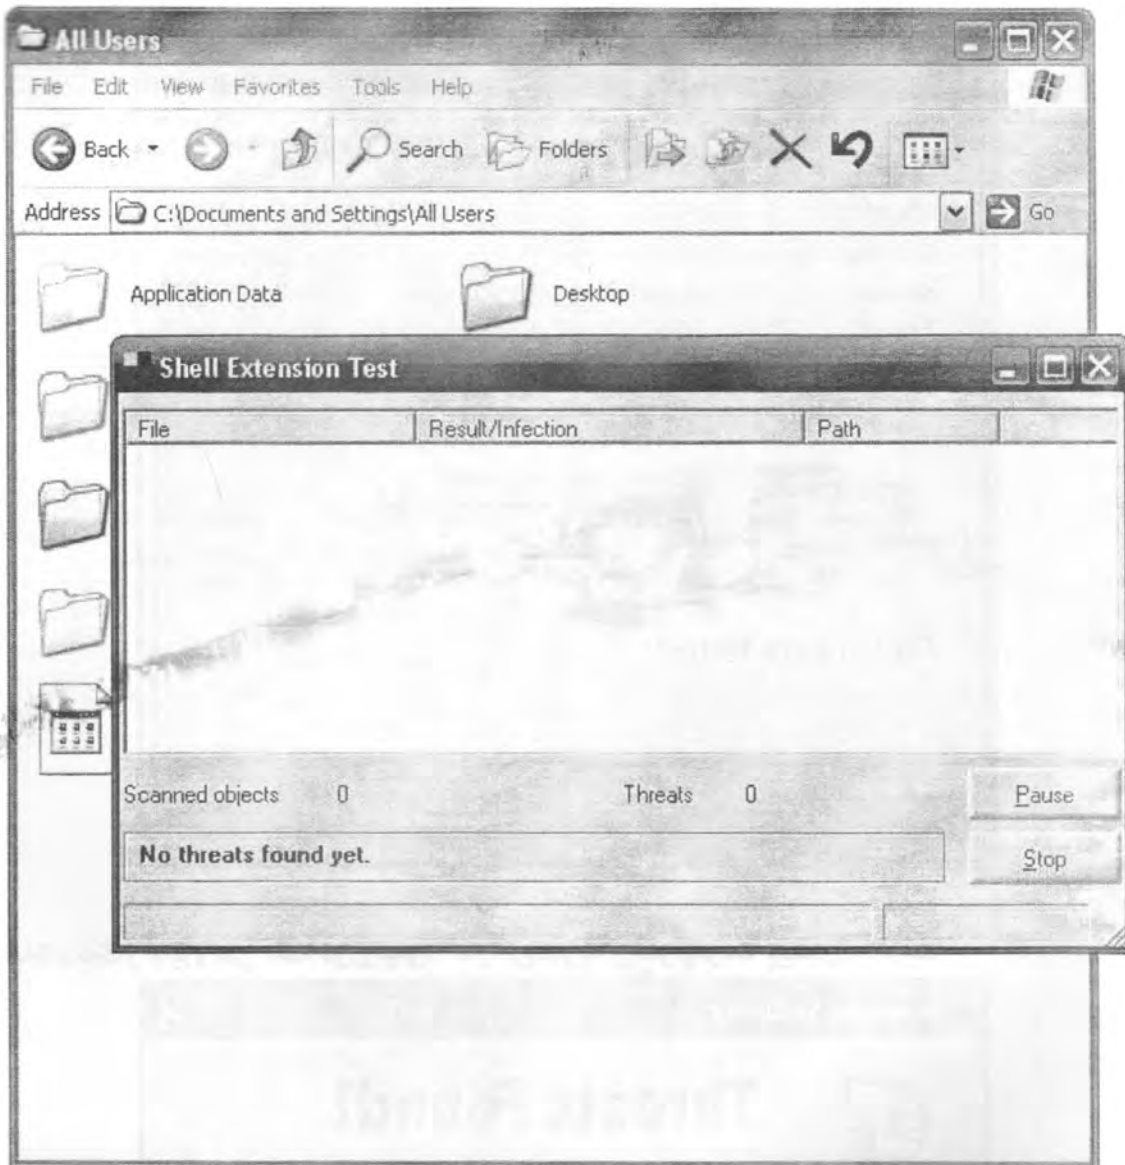 All Users
File Edit View Favorites Tools Help
Back Search Folders
Address C:\Documents and Settings\All Users Go
Application Data Desktop
Shell Extension Test
File Result/Infection Path
Scanned objects 0 Threats 0 Pause
No threats found yet.
Stop
Threats Found!